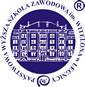 PAŃSTWOWA WYŻSZA SZKOŁA ZAWODOWA im. WITELONA w LEGNICY
®